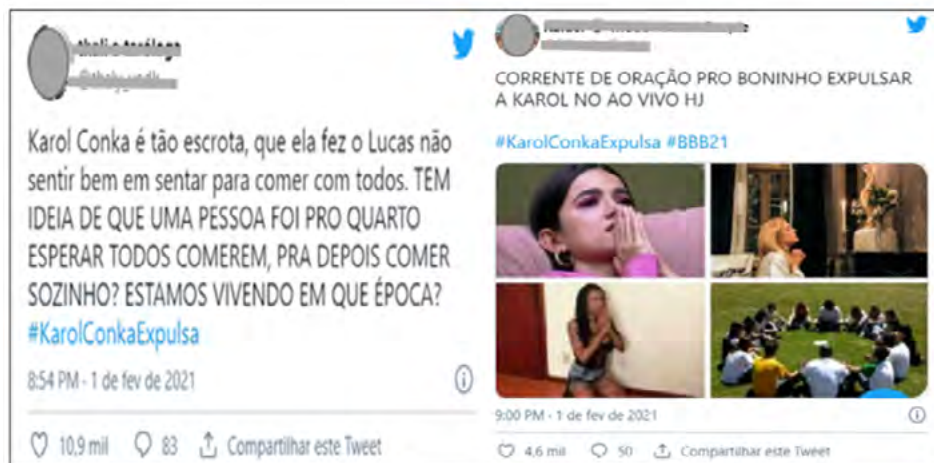 Karol Conka é tão escrota, que ela fez o Lucas não
sentir bem em sentar para comer com todos. TEM
IDEIA DE QUE UMA PESSOA FOI PRO QUARTO
ESPERAR TODOS COMEREM, PRA DEPOIS COMER
SOZINHO? ESTAMOS VIVENDO EM QUE ÉPOCA?
#KarolConkaExpulsa
8:54 PM - 1 de fev de 2021
10,9 mil 83 Compartilhar este Tweet
CORRENTE DE ORAÇÃO PRO BONINHO EXPULSAR
A KAROL NO AO VIVO HJ
#KarolConkaExpulsa #BBB21
9:00 PM - 1 de fev de 2021
4,6 mil 50 Compartilhar este Tweet